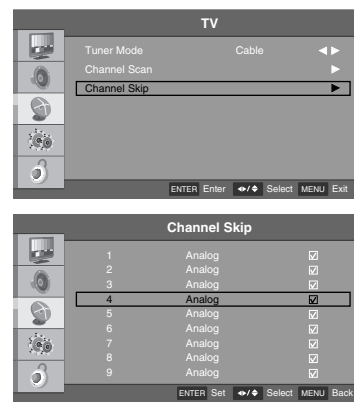 TV
Tuner Mode Cable ◀ ▶
Channel Scan ▶
Channel Skip ▶
ENTER Enter ◂▸/▴▾ Select MENU Exit
Channel Skip
1 Analog ☑
2 Analog ☑
3 Analog ☑
4 Analog ☑
5 Analog ☑
6 Analog ☑
7 Analog ☑
8 Analog ☑
9 Analog ☑
ENTER Set ◂▸/▴▾ Select MENU Back